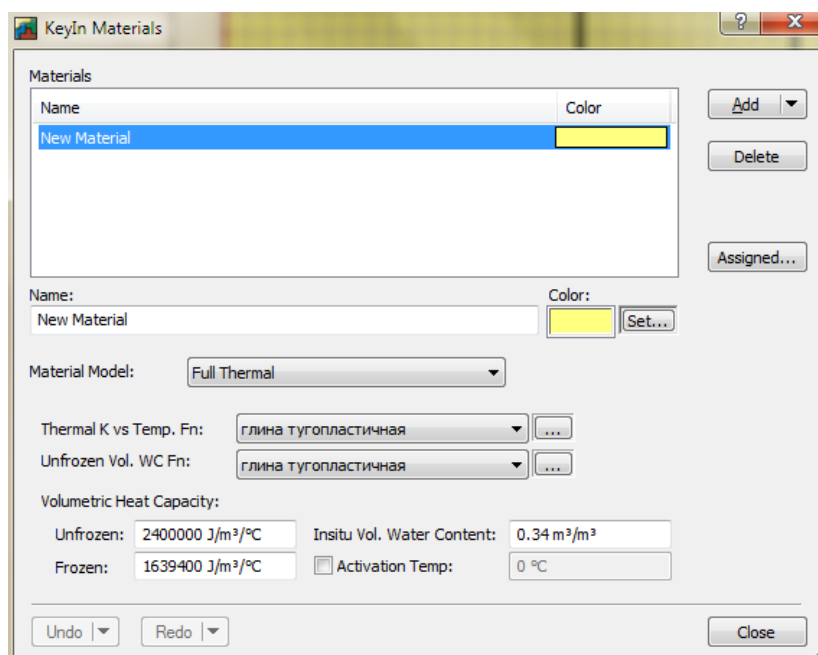 KeyIn Materials
Materials
Name Color
New Material
Add
Delete
Assigned...
Name: Color:
New Material Set...
Material Model: Full Thermal
Thermal K vs Temp. Fn: глина тугопластичная ...
Unfrozen Vol. WC Fn: глина тугопластичная ...
Volumetric Heat Capacity:
Unfrozen: 2400000 J/m³/°C Insitu Vol. Water Content: 0.34 m³/m³
Frozen: 1639400 J/m³/°C Activation Temp: 0 °C
Undo Redo Close